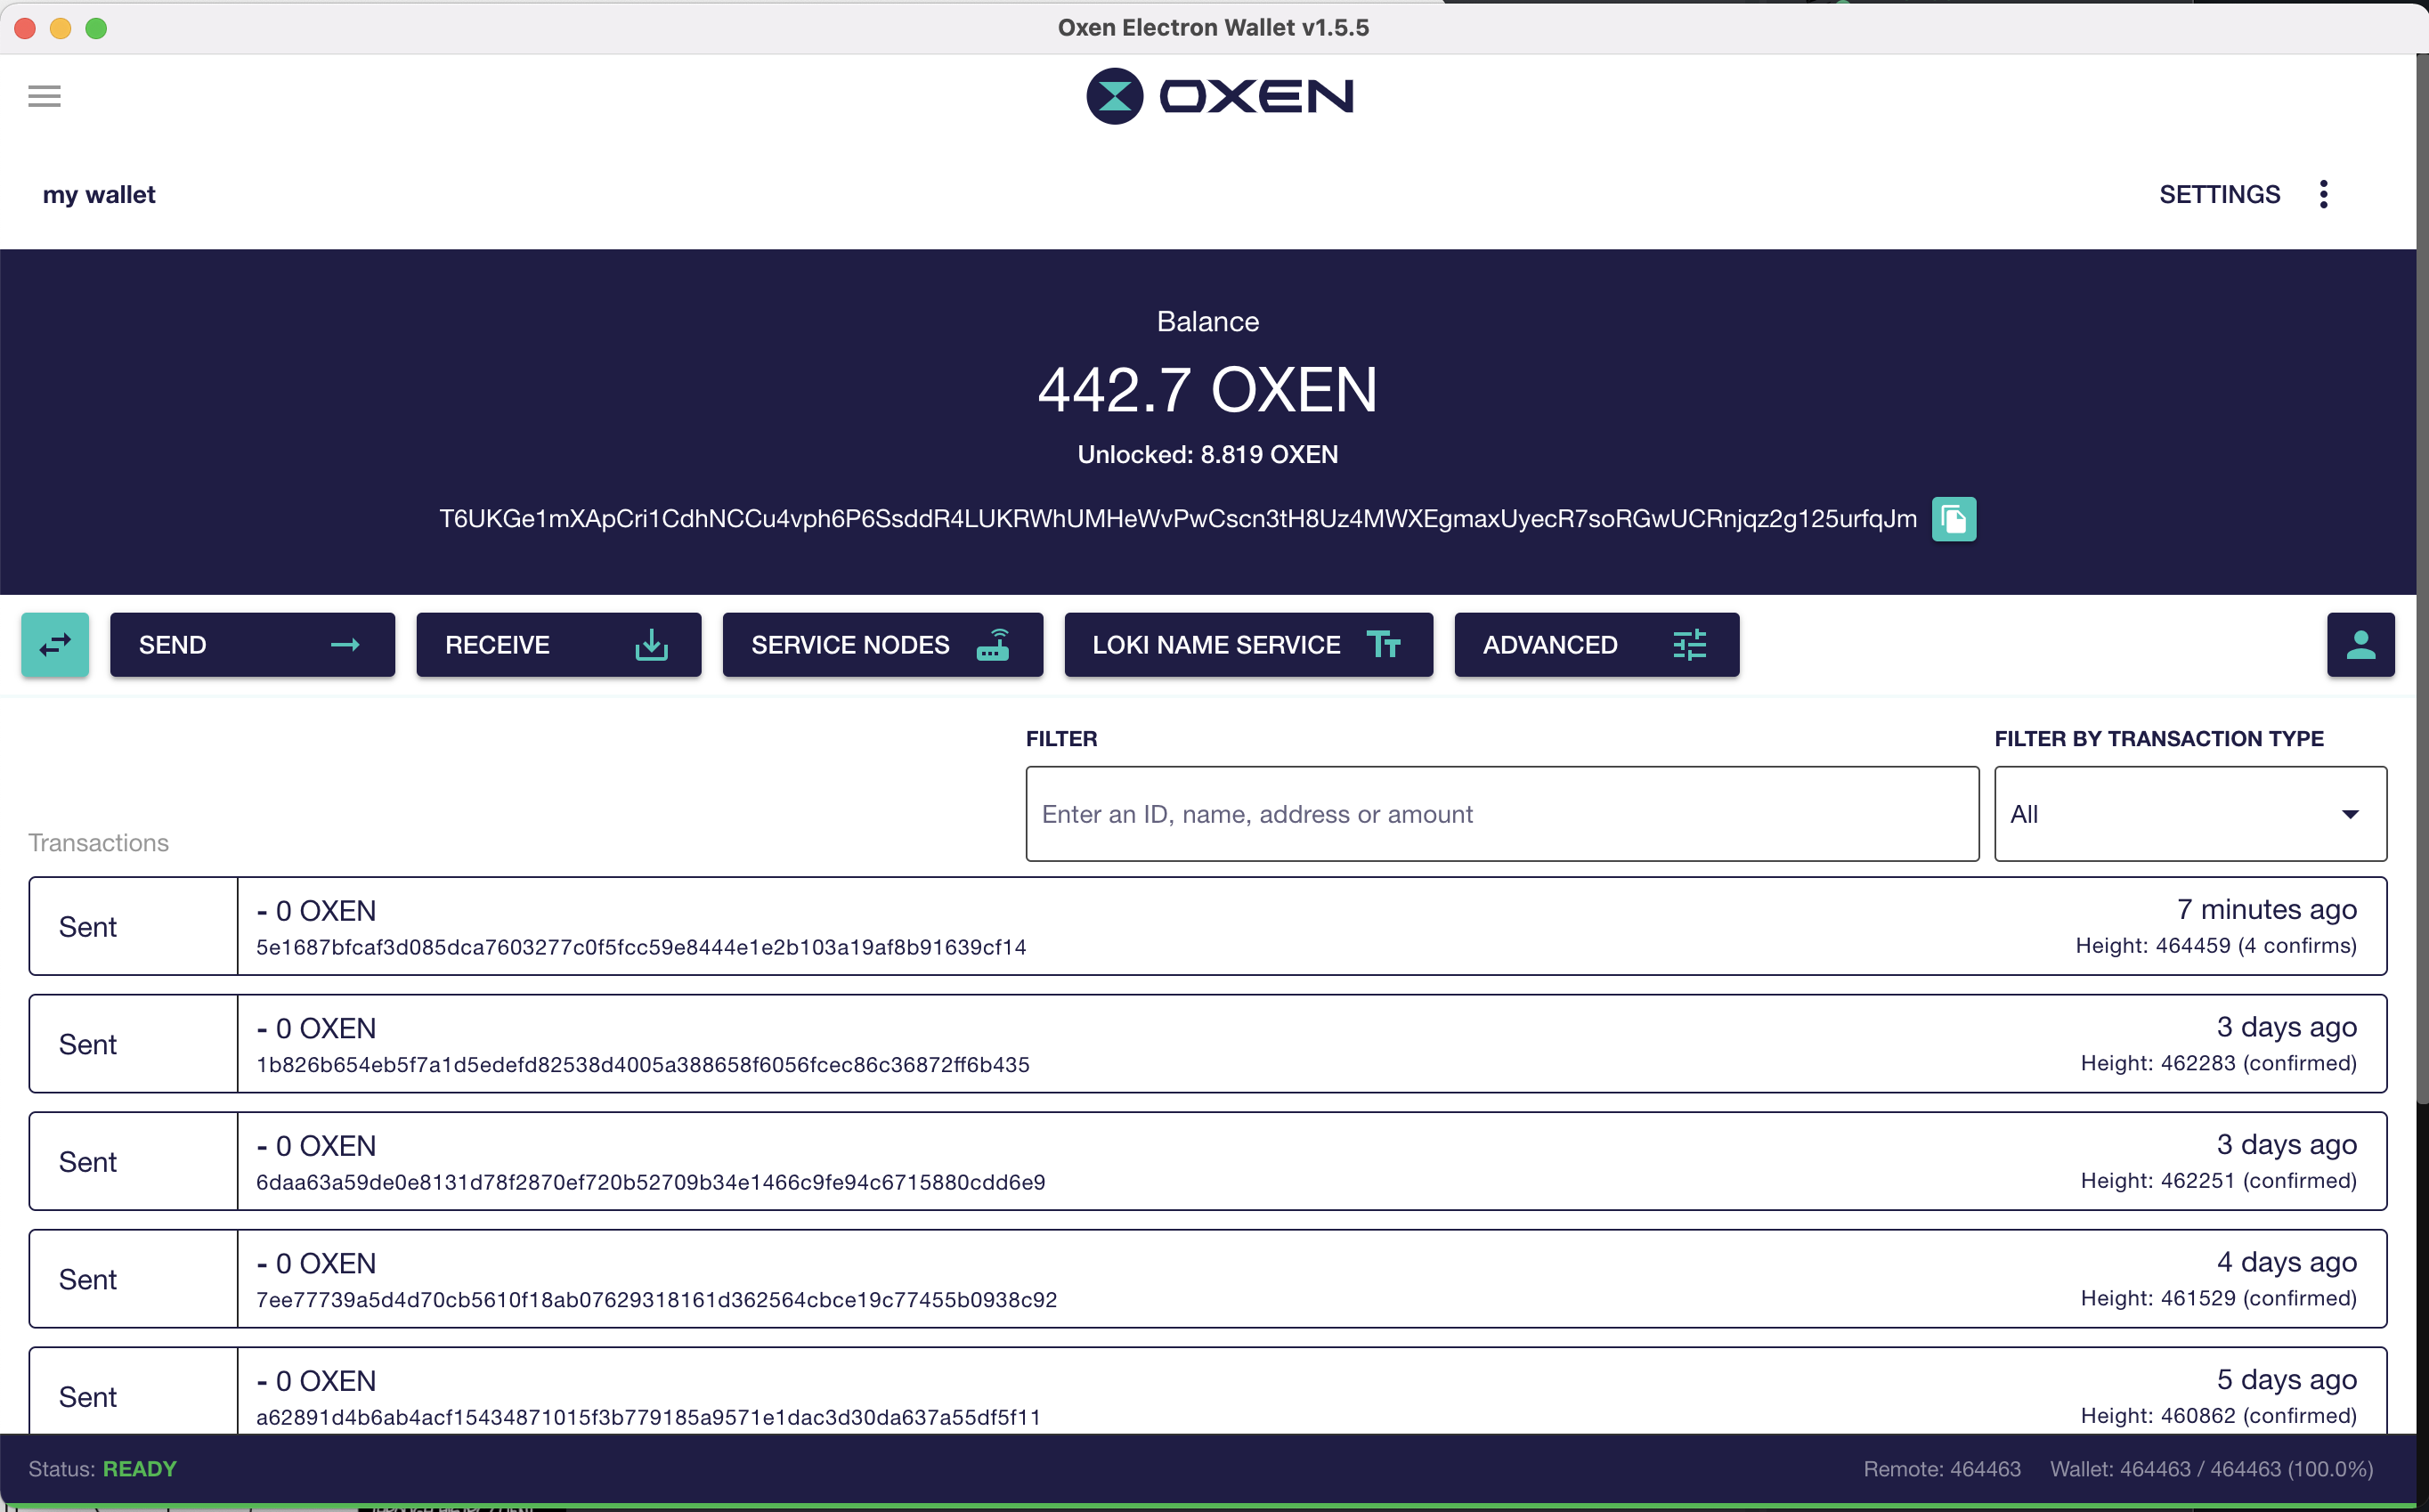 Oxen Electron Wallet v1.5.5
OXEN
my wallet
SETTINGS
Balance
442.7 OXEN
Unlocked: 8.819 OXEN
T6UKGe1mXApCri1CdhNCCu4vph6P6SsddR4LUKRWhUMHeWvPwCscn3tH8Uz4MWXEgmaxUyecR7soRGwUCRnjqz2g125urfqJm
SEND
RECEIVE
SERVICE NODES
LOKI NAME SERVICE
ADVANCED
FILTER
FILTER BY TRANSACTION TYPE
Enter an ID, name, address or amount
All
Transactions
Sent
- 0 OXEN
5e1687bfcaf3d085dca7603277c0f5fcc59e8444e1e2b103a19af8b91639cf14
7 minutes ago
Height: 464459 (4 confirms)
Sent
- 0 OXEN
1b826b654eb5f7a1d5edefd82538d4005a388658f6056fcec86c36872ff6b435
3 days ago
Height: 462283 (confirmed)
Sent
- 0 OXEN
6daa63a59de0e8131d78f2870ef720b52709b34e1466c9fe94c6715880cdd6e9
3 days ago
Height: 462251 (confirmed)
Sent
- 0 OXEN
7ee77739a5d4d70cb5610f18ab07629318161d362564cbce19c77455b0938c92
4 days ago
Height: 461529 (confirmed)
Sent
- 0 OXEN
a62891d4b6ab4acf15434871015f3b779185a9571e1dac3d30da637a55df5f11
5 days ago
Height: 460862 (confirmed)
Status: READY
Remote: 464463
Wallet: 464463 / 464463 (100.0%)